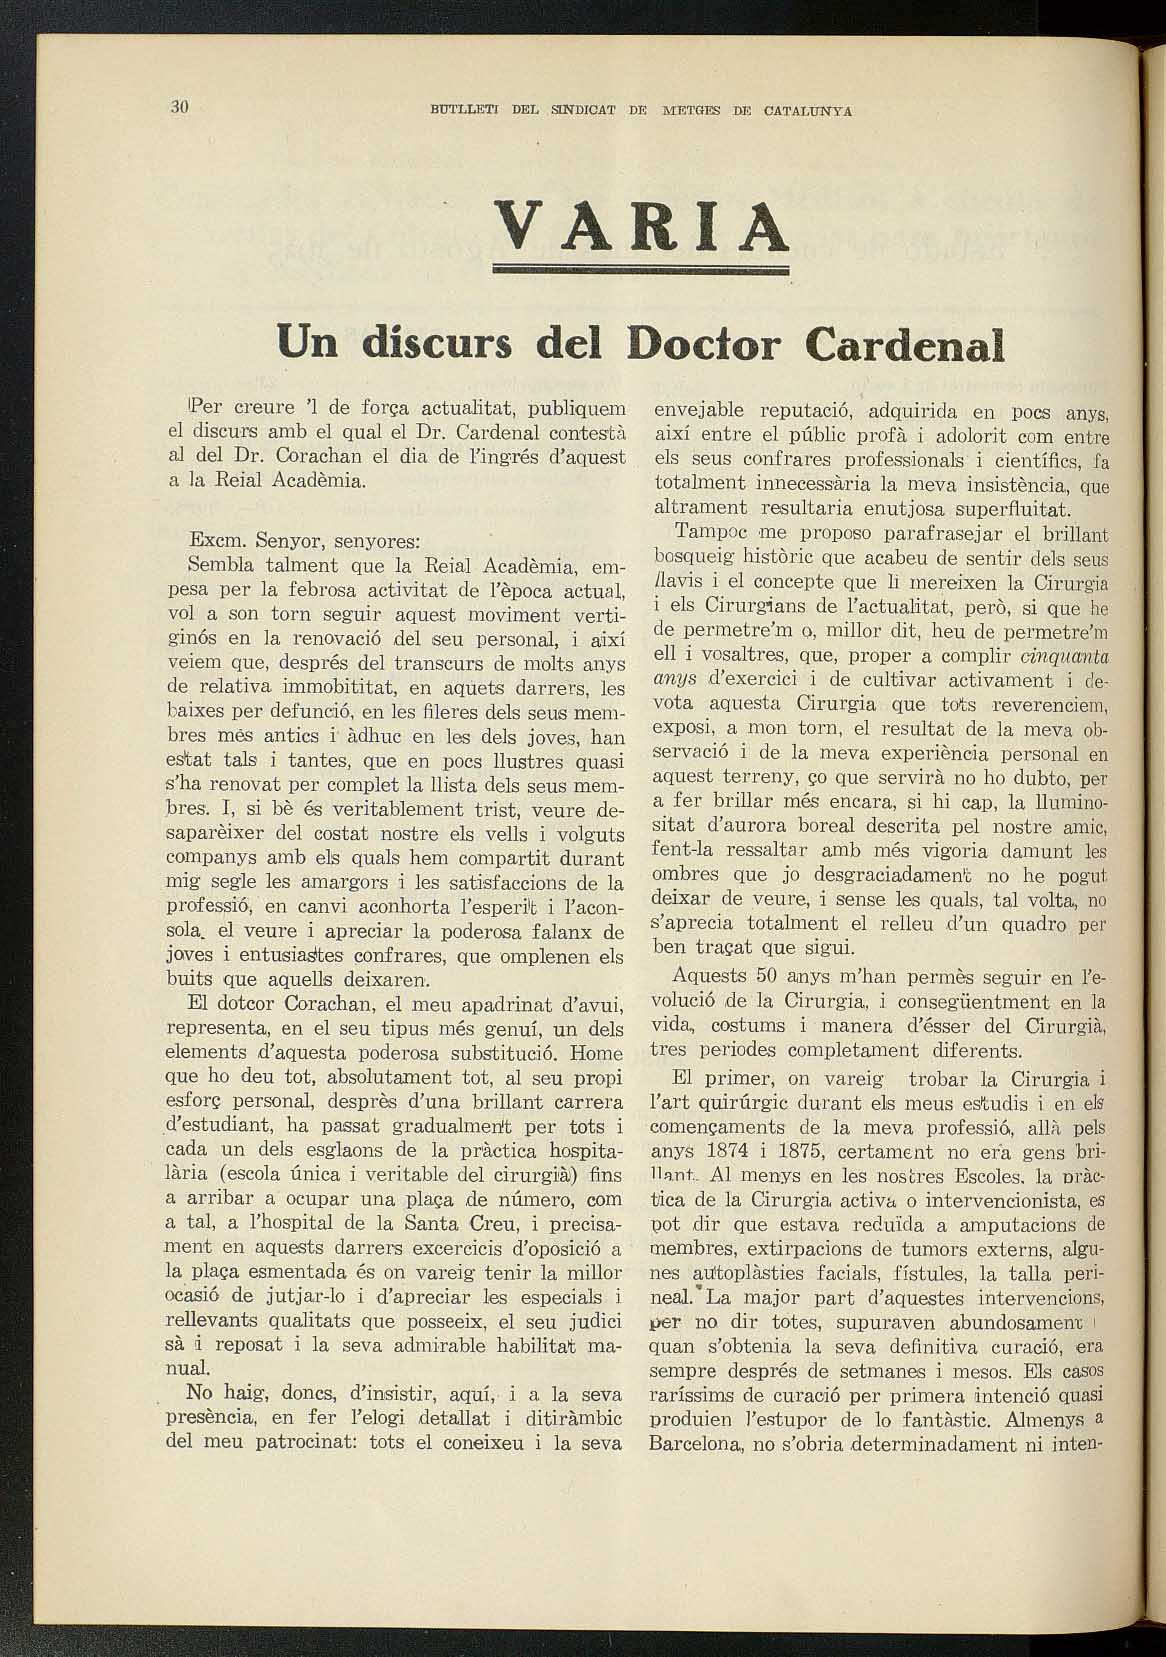 30
BUTLLETI DEL SINDICAT DE METGES DE CATALUNYA
VARIA
Un discurs del Doctor Cardenal
Per creure 'l de força actualitat, publiquem
el discurs amb el qual el Dr. Cardenal contestà
al del Dr. Corachan el dia de l'ingrés d'aquest
a la Reial Acadèmia.
Excm. Senyor, senyores:
Sembla talment que la Reial Acadèmia, em-
pesa per la febrosa activitat de l'època actual,
vol a son torn seguir aquest moviment verti-
ginós en la renovació del seu personal, i així
veiem que, després del transcurs de molts anys
de relativa immobititat, en aquets darrers, les
baixes per defunció, en les fileres dels seus mem-
bres mès antics i àdhuc en les dels joves, han
estat tals i tantes, que en pocs llustres quasi
s'ha renovat per complet la llista dels seus mem-
bres. I, si bè és veritablement trist, veure de-
saparèixer del costat nostre els vells i volguts
companys amb els quals hem compartit durant
mig segle les amargors i les satisfaccions de la
professió, en canvi aconhorta l'esperit i l'acon-
sola el veure i apreciar la poderosa falanx de
joves i entusiastes confrares, que omplenen els
buits que aquells deixaren.
El dotcor Corachan, el meu apadrinat d'avui,
representa, en el seu tipus més genuí, un dels
elements d'aquesta poderosa substitució. Home
que ho deu tot, absolutament tot, al seu propi
esforç personal, desprès d'una brillant carrera
d'estudiant, ha passat gradualment per tots i
cada un dels esglaons de la pràctica hospita-
lària (escola única i veritable del cirurgià) fins
a arribar a ocupar una plaça de número, com
a tal, a l'hospital de la Santa Creu, i precisa-
ment en aquests darrers excercicis d'oposició a
la plaça esmentada és on vareig tenir la millor
ocasió de jutjar-lo i d'apreciar les especials i
rellevants qualitats que posseeix, el seu judici
sà i reposat i la seva admirable habilitat ma-
nual.
No haig, doncs, d'insistir, aquí, i a la seva
presència, en fer l'elogi detallat i ditiràmbic
del meu patrocinat: tots el coneixeu i la seva
envejable reputació, adquirida en pocs anys,
així entre el públic profà i adolorit com entre
els seus confrares professionals i científics, fa
totalment innecessària la meva insistència, que
altrament resultaria enutjosa superfluitat.
Tampoc me proposo parafrasejar el brillant
bosqueig històric que acabeu de sentir dels seus
llavis i el concepte que li mereixen la Cirurgia
i els Cirurgians de l'actualitat, però, si que he
de permetre'm o, millor dit, heu de permetre'm
ell i vosaltres, que, proper a complir cinquanta
anys d'exercici i de cultivar activament i de-
vota aquesta Cirurgia que tots reverenciem,
exposi, a mon torn, el resultat de la meva ob-
servació i de la meva experiència personal en
aquest terreny, ço que servirà no ho dubto, per
a fer brillar més encara, si hi cap, la llumino-
sitat d'aurora boreal descrita pel nostre amic,
fent-la ressaltar amb més vigoria damunt les
ombres que jo desgraciadament no he pogut
deixar de veure, i sense les quals, tal volta, no
s'aprecia totalment el relleu d'un quadro per
ben traçat que sigui.
Aquests 50 anys m'han permès seguir en l'e-
volució de la Cirurgia, i consegüentment en la
vida, costums i manera d'ésser del Cirurgià,
tres periodes completament diferents.
El primer, on vareig trobar la Cirurgia i
l'art quirúrgic durant els meus estudis i en els
començaments de la meva professió, allà pels
anys 1874 i 1875, certament no era gens bri-
llant. Al menys en les nostres Escoles, la pràc-
tica de la Cirurgia activa o intervencionista, es
pot dir que estava reduïda a amputacions de
membres, extirpacions de tumors externs, algu-
nes autoplàsties facials, fístules, la talla peri-
neal. La major part d'aquestes intervencions,
per no dir totes, supuraven abundosament i
quan s'obtenia la seva definitiva curació, era
sempre després de setmanes i mesos. Els casos
raríssims de curació per primera intenció quasi
produien l'estupor de lo fantàstic. Almenys a
Barcelona, no s'obria determinadament ni inten-